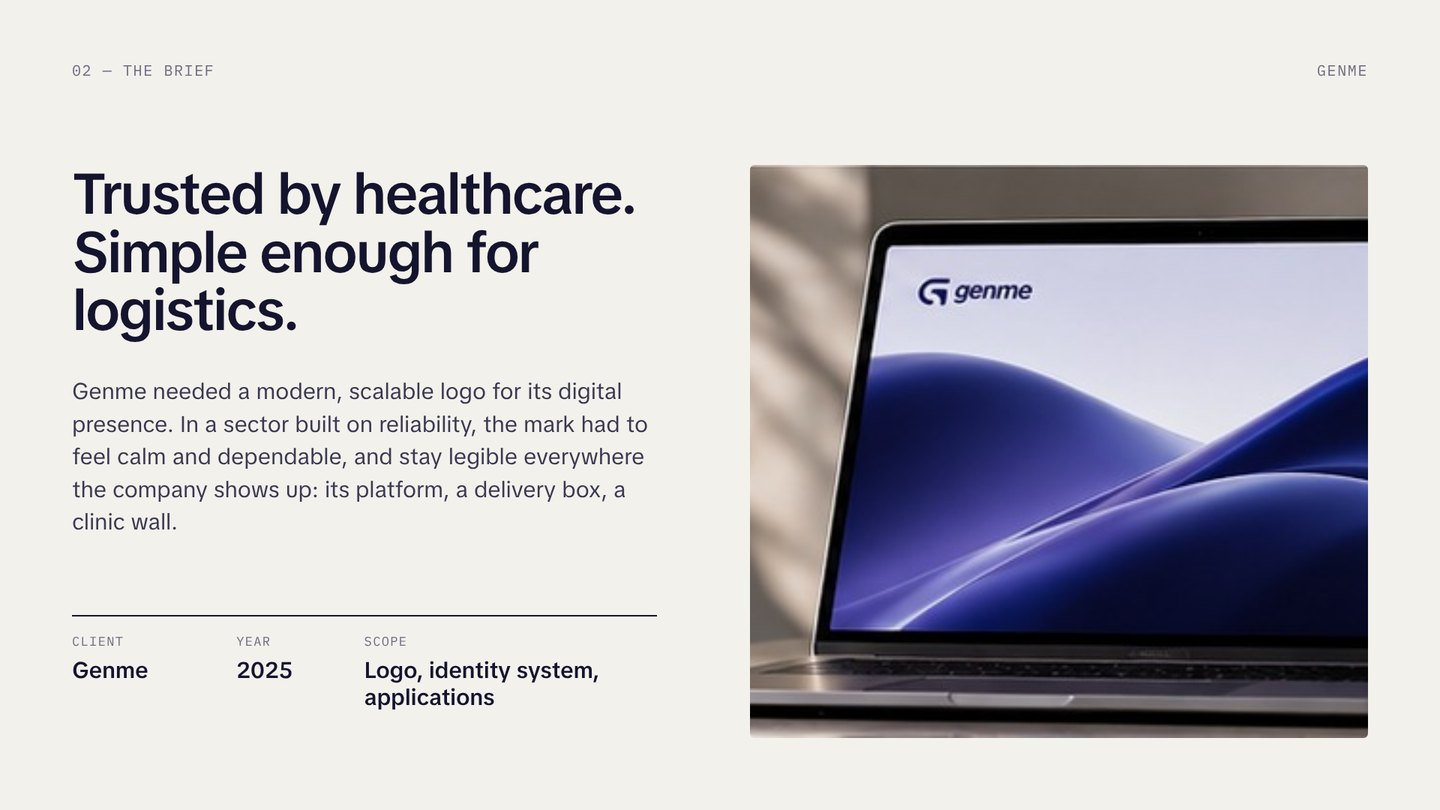 02 — THE BRIEF
GENME
Trusted by healthcare.
Simple enough for
logistics.
Genme needed a modern, scalable logo for its digital
presence. In a sector built on reliability, the mark had to
feel calm and dependable, and stay legible everywhere
the company shows up: its platform, a delivery box, a
clinic wall.
CLIENT
Genme
YEAR
2025
SCOPE
Logo, identity system,
applications
genme